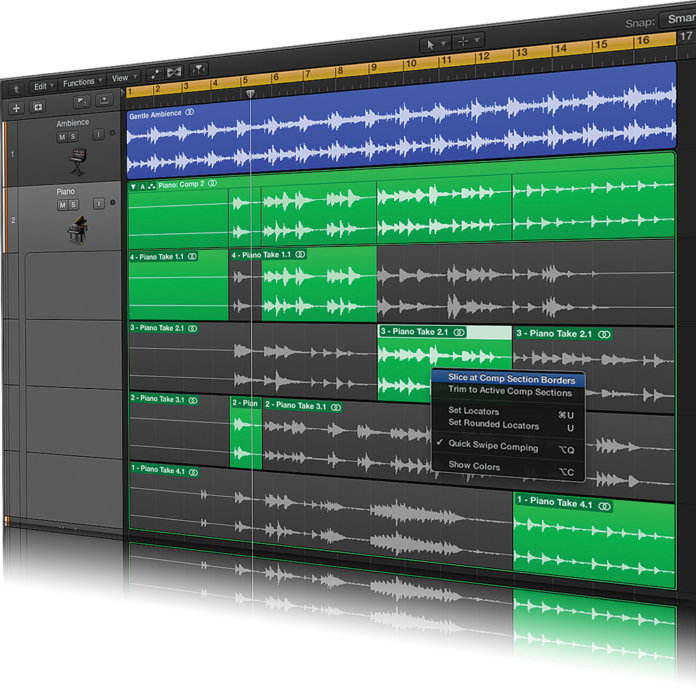 Snap: Smar
Edit Functions View
1 2 3 4 5 6 7 8 9 10 11 12 13 14 15 16 17
Ambience
M S I
1
Gentle Ambience
Piano
M S I
2
A Piano: Comp 2
4 - Piano Take 1.1
4 - Piano Take 1.1
3 - Piano Take 2.1
3 - Piano Take 2.1
3 - Piano Take 2.1
Slice at Comp Section Borders
Trim to Active Comp Sections
Set Locators ⌘U
Set Rounded Locators U
✓ Quick Swipe Comping ⌥Q
Show Colors ⌥C
2 - Piano Take 3.1
2 - Pian
2 - Piano Take 3.1
1 - Piano Take 4.1
1 - Piano Take 4.1